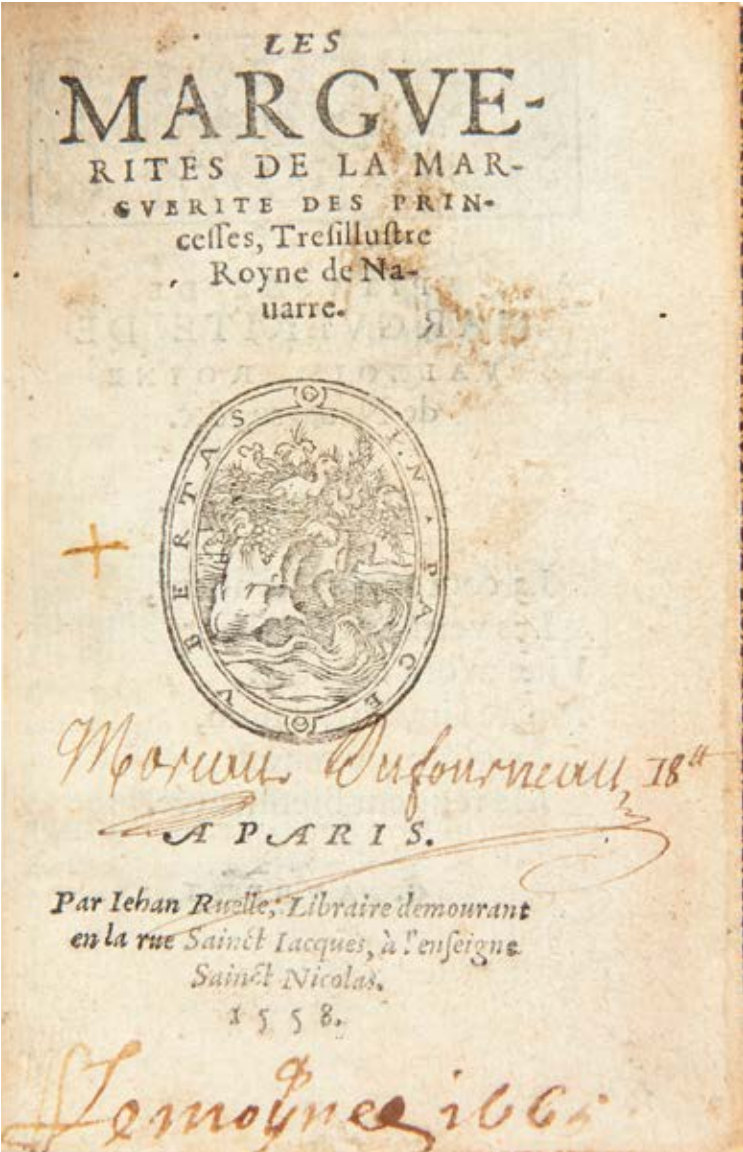 LES
MARGVE-
RITES DE LA MAR-
GVERITE DES PRIN-
ceſſes, Treſilluſtre
Royne de Na-
uarre.
VBERTAS IN PACE
Moreau Dufourneau, 18
A PARIS.
Par Iehan Ruelle, Libraire demourant
en la rue Sainct Iacques, à l'enſeigne
Sainct Nicolas.
1558.
Lemoyne